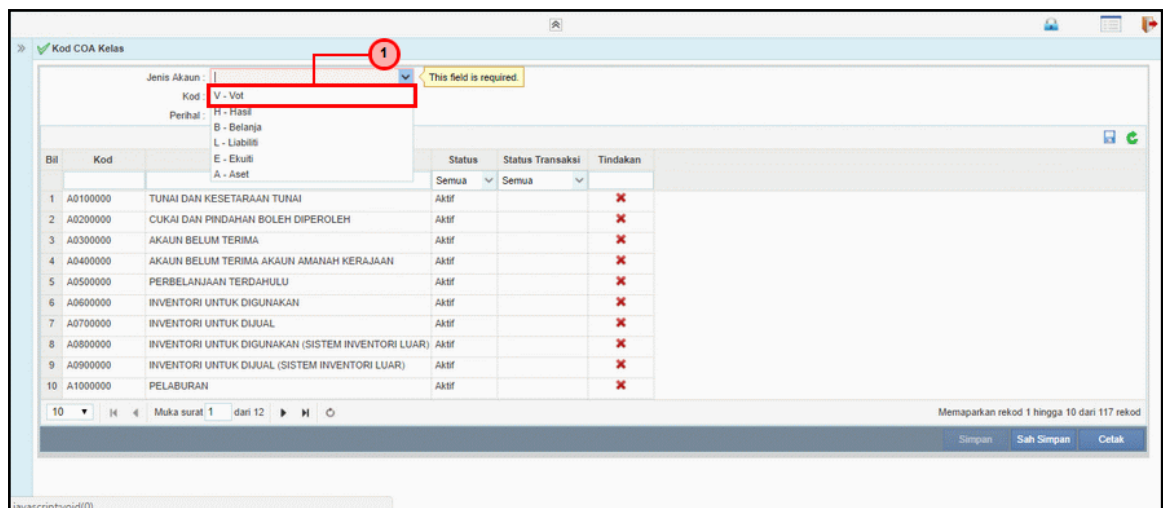 Kod COA Kelas
1
Jenis Akaun :
This field is required.
Kod :
V - Vot
Perihal :
H - Hasil
B - Belanja
L - Liabiliti
E - Ekuiti
A - Aset
Bil Kod Status Status Transaksi Tindakan
Semua Semua
1 A0100000 TUNAI DAN KESETARAAN TUNAI Aktif
2 A0200000 CUKAI DAN PINDAHAN BOLEH DIPEROLEH Aktif
3 A0300000 AKAUN BELUM TERIMA Aktif
4 A0400000 AKAUN BELUM TERIMA AKAUN AMANAH KERAJAAN Aktif
5 A0500000 PERBELANJAAN TERDAHULU Aktif
6 A0600000 INVENTORI UNTUK DIGUNAKAN Aktif
7 A0700000 INVENTORI UNTUK DIJUAL Aktif
8 A0800000 INVENTORI UNTUK DIGUNAKAN (SISTEM INVENTORI LUAR) Aktif
9 A0900000 INVENTORI UNTUK DIJUAL (SISTEM INVENTORI LUAR) Aktif
10 A1000000 PELABURAN Aktif
10 Muka surat 1 dari 12 Memaparkan rekod 1 hingga 10 dari 117 rekod
Simpan Sah Simpan Cetak
javascript:void(0)